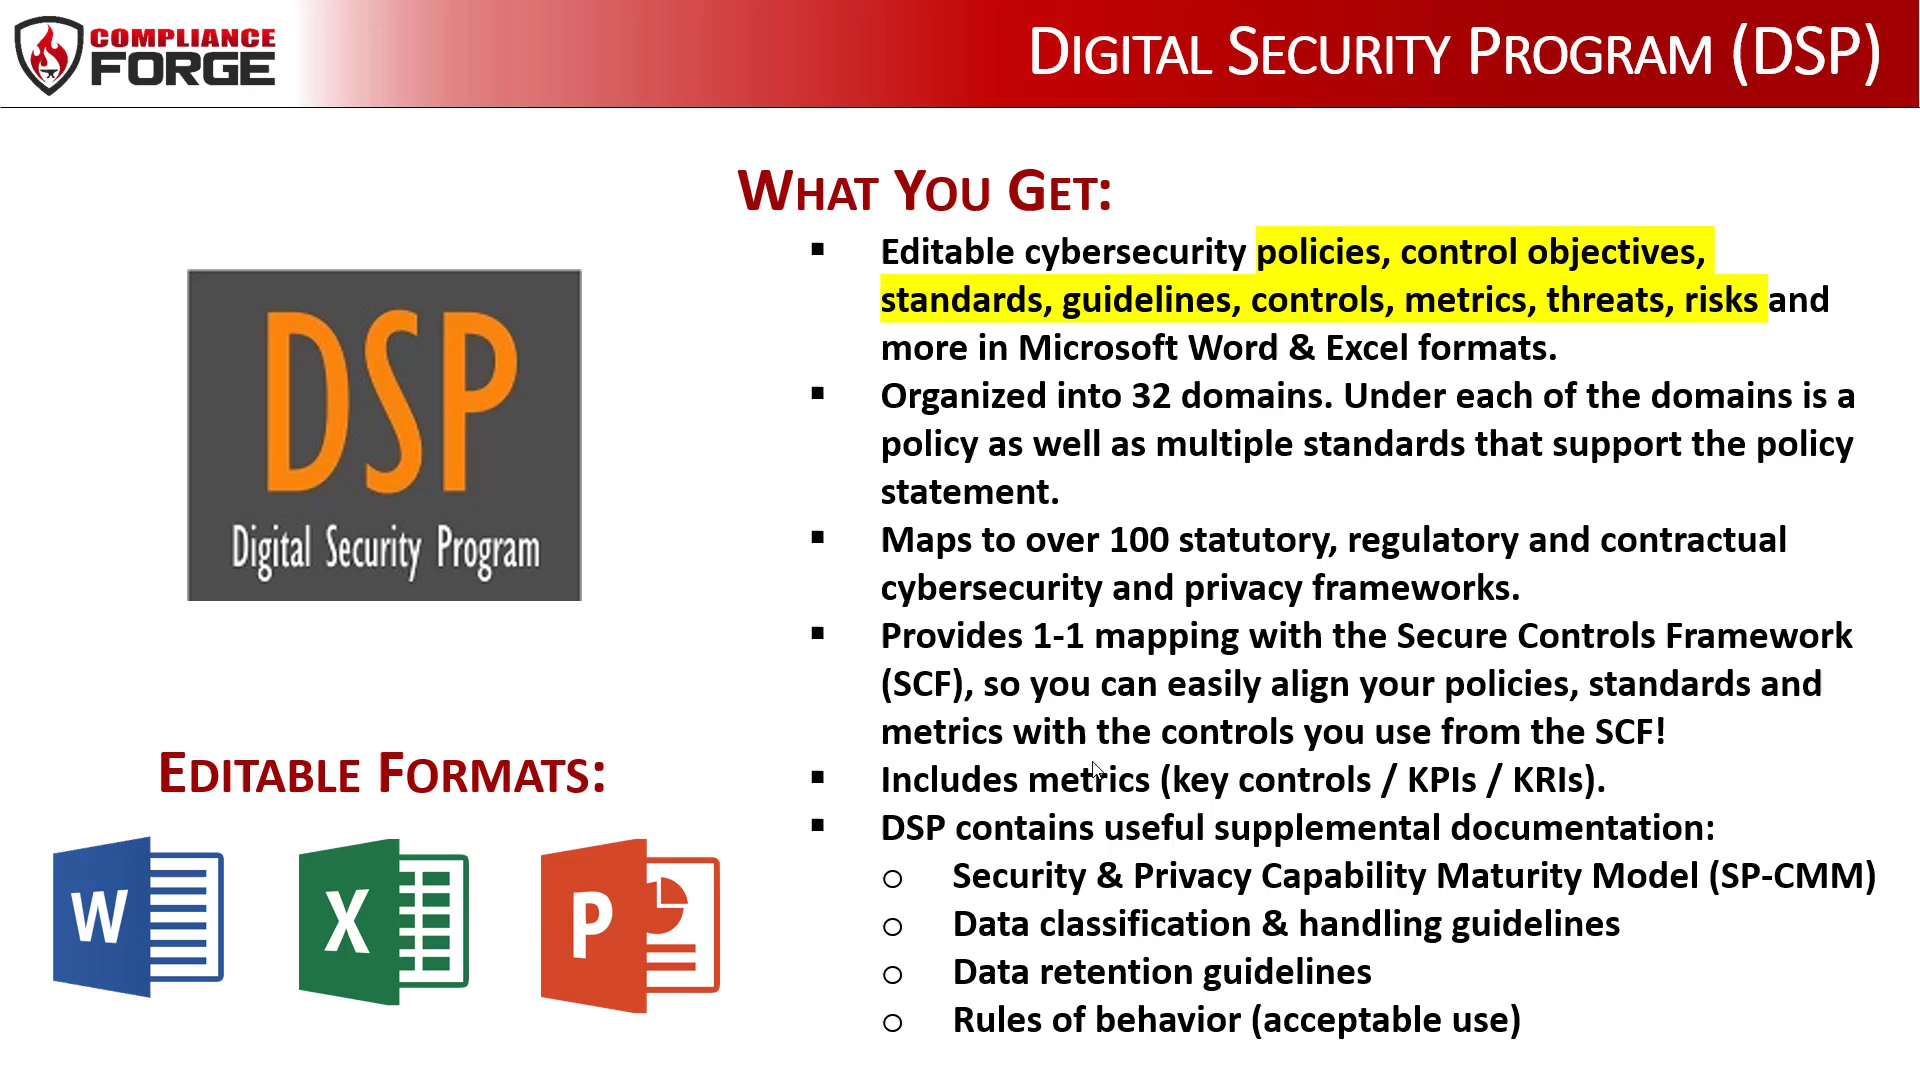 COMPLIANCE
FORGE
DIGITAL SECURITY PROGRAM (DSP)
WHAT YOU GET:
▪ Editable cybersecurity policies, control objectives,
standards, guidelines, controls, metrics, threats, risks and
more in Microsoft Word & Excel formats.
▪ Organized into 32 domains. Under each of the domains is a
policy as well as multiple standards that support the policy
statement.
▪ Maps to over 100 statutory, regulatory and contractual
cybersecurity and privacy frameworks.
▪ Provides 1-1 mapping with the Secure Controls Framework
(SCF), so you can easily align your policies, standards and
metrics with the controls you use from the SCF!
▪ Includes metrics (key controls / KPIs / KRIs).
▪ DSP contains useful supplemental documentation:
o Security & Privacy Capability Maturity Model (SP-CMM)
o Data classification & handling guidelines
o Data retention guidelines
o Rules of behavior (acceptable use)
DSP
Digital Security Program
EDITABLE FORMATS:
W
X
P